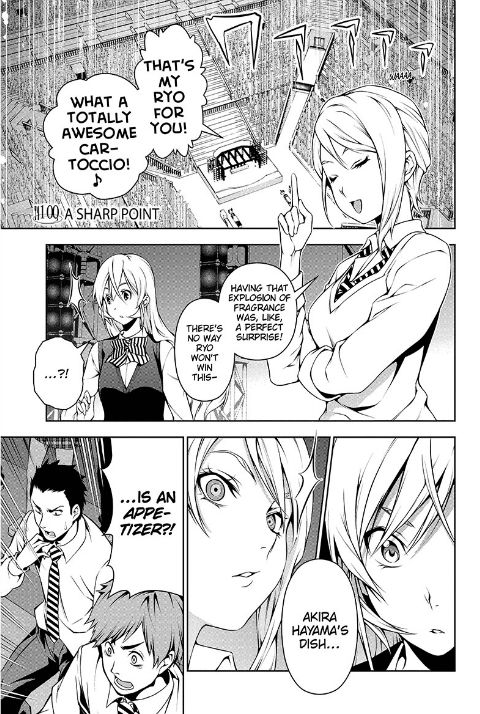 WAAAA
THAT'S
MY
RYO
FOR
YOU!
WHAT A
TOTALLY
AWESOME
CAR-
TOCCIO!
♪
100 A SHARP POINT
HAVING THAT
EXPLOSION OF
FRAGRANCE
WAS, LIKE,
A PERFECT
SURPRISE!
THERE'S
NO WAY
RYO
WON'T
WIN
THIS-
...?!
AKIRA
HAYAMA'S
DISH...
...IS AN
APPE-
TIZER?!